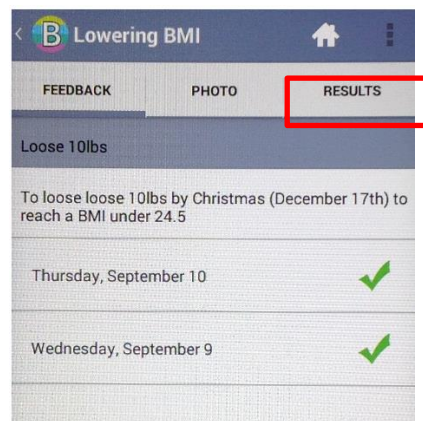 B Lowering BMI
FEEDBACK PHOTO RESULTS
Loose 10lbs
To loose loose 10lbs by Christmas (December 17th) to
reach a BMI under 24.5
Thursday, September 10
Wednesday, September 9